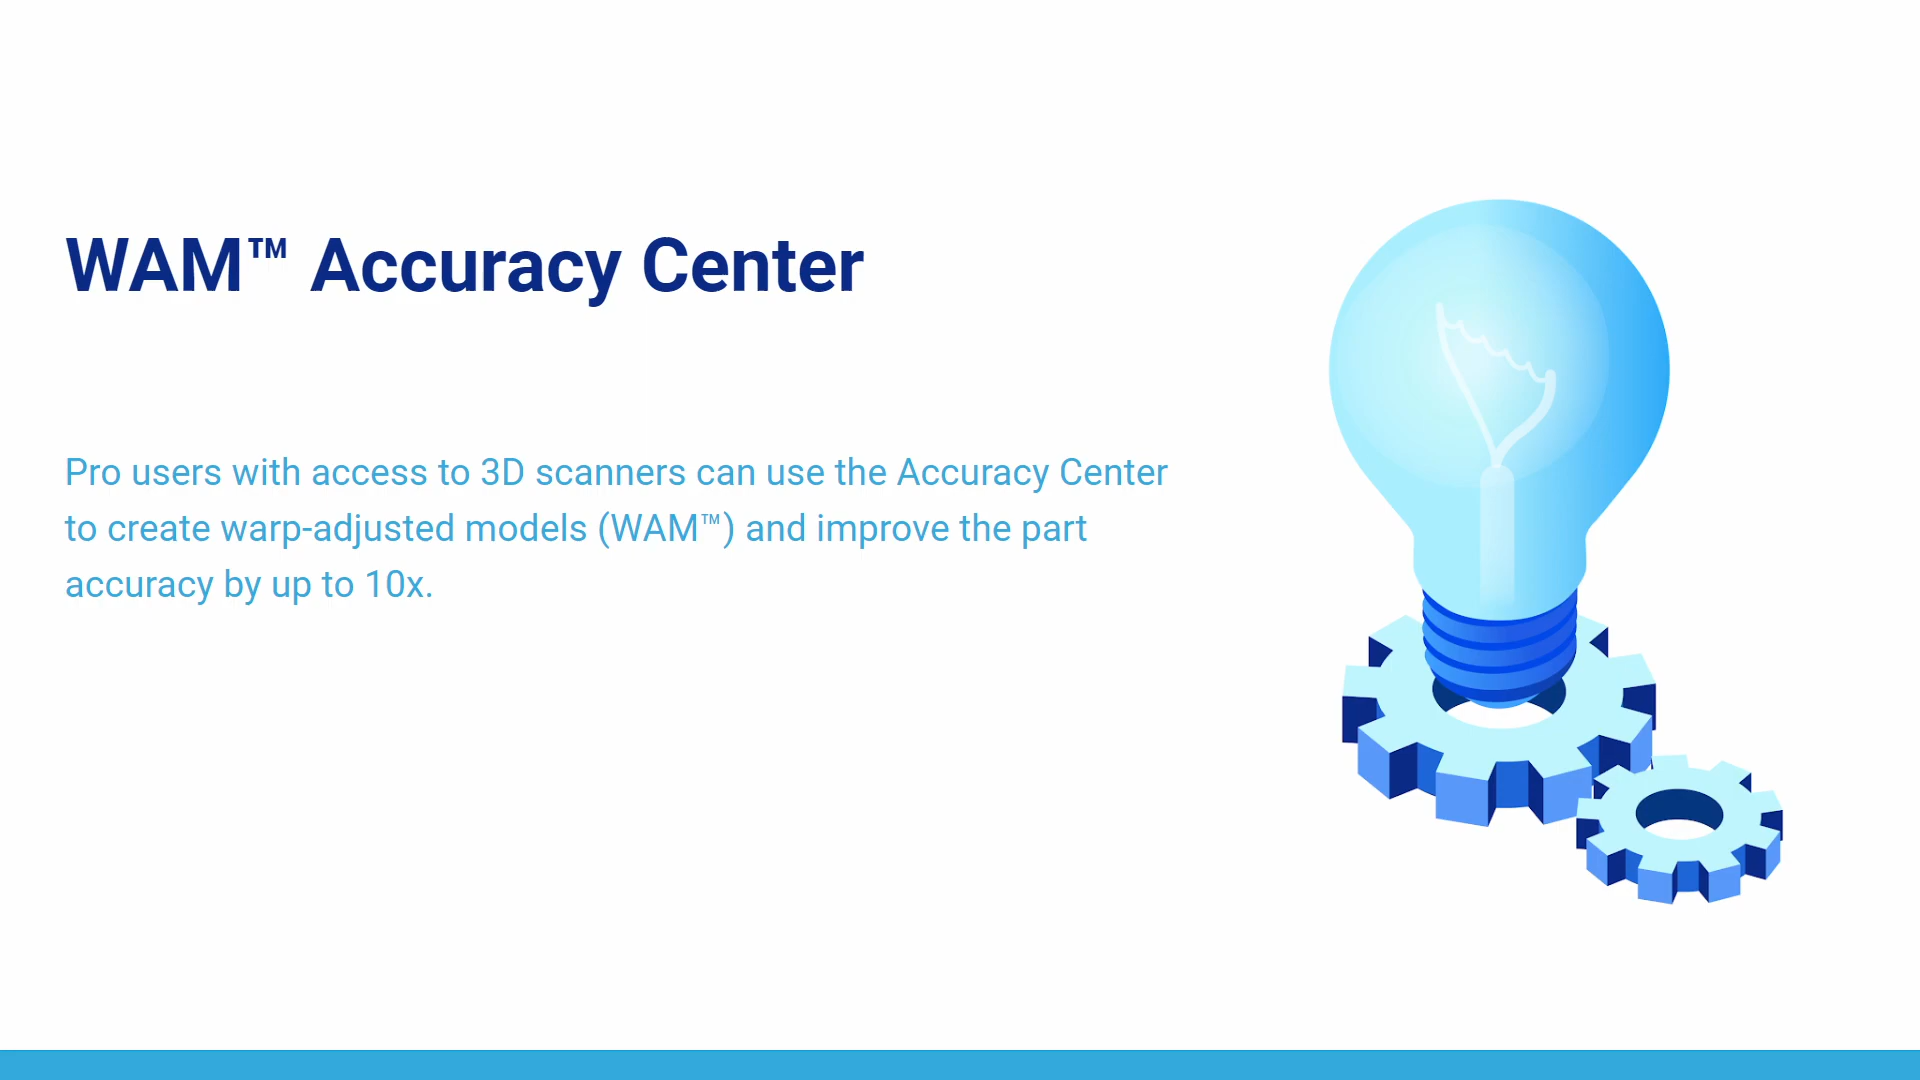 WAM™ Accuracy Center
Pro users with access to 3D scanners can use the Accuracy Center
to create warp-adjusted models (WAM™) and improve the part
accuracy by up to 10x.